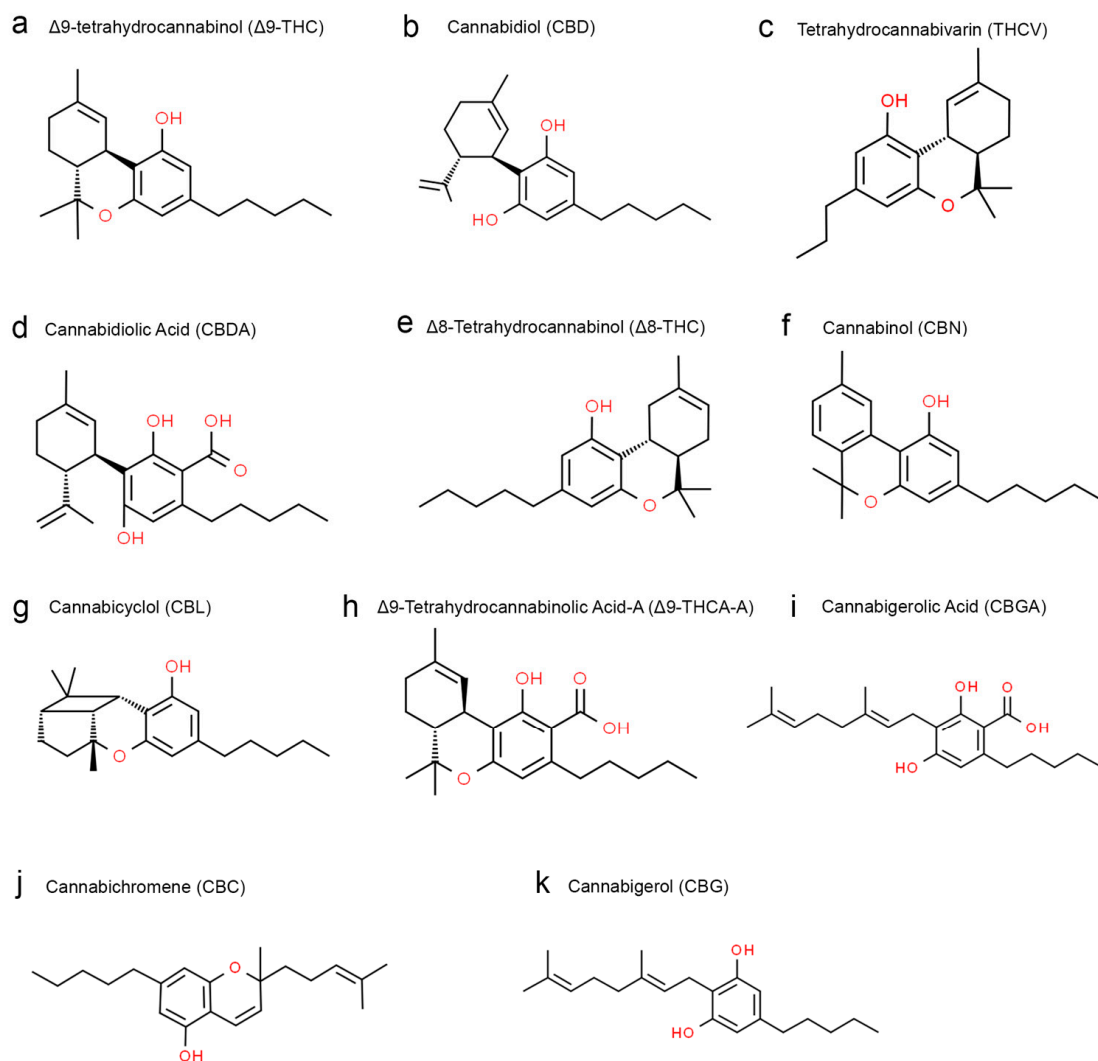 a Δ9-tetrahydrocannabinol (Δ9-THC)
b Cannabidiol (CBD)
c Tetrahydrocannabivarin (THCV)
OH
O
OH
HO
OH
O
d Cannabidiolic Acid (CBDA)
e Δ8-Tetrahydrocannabinol (Δ8-THC)
f Cannabinol (CBN)
OH
OH
O
OH
OH
O
OH
O
g Cannabicyclol (CBL)
h Δ9-Tetrahydrocannabinolic Acid-A (Δ9-THCA-A)
i Cannabigerolic Acid (CBGA)
OH
O
OH
O
OH
O
OH
O
OH
HO
j Cannabichromene (CBC)
k Cannabigerol (CBG)
O
OH
OH
HO